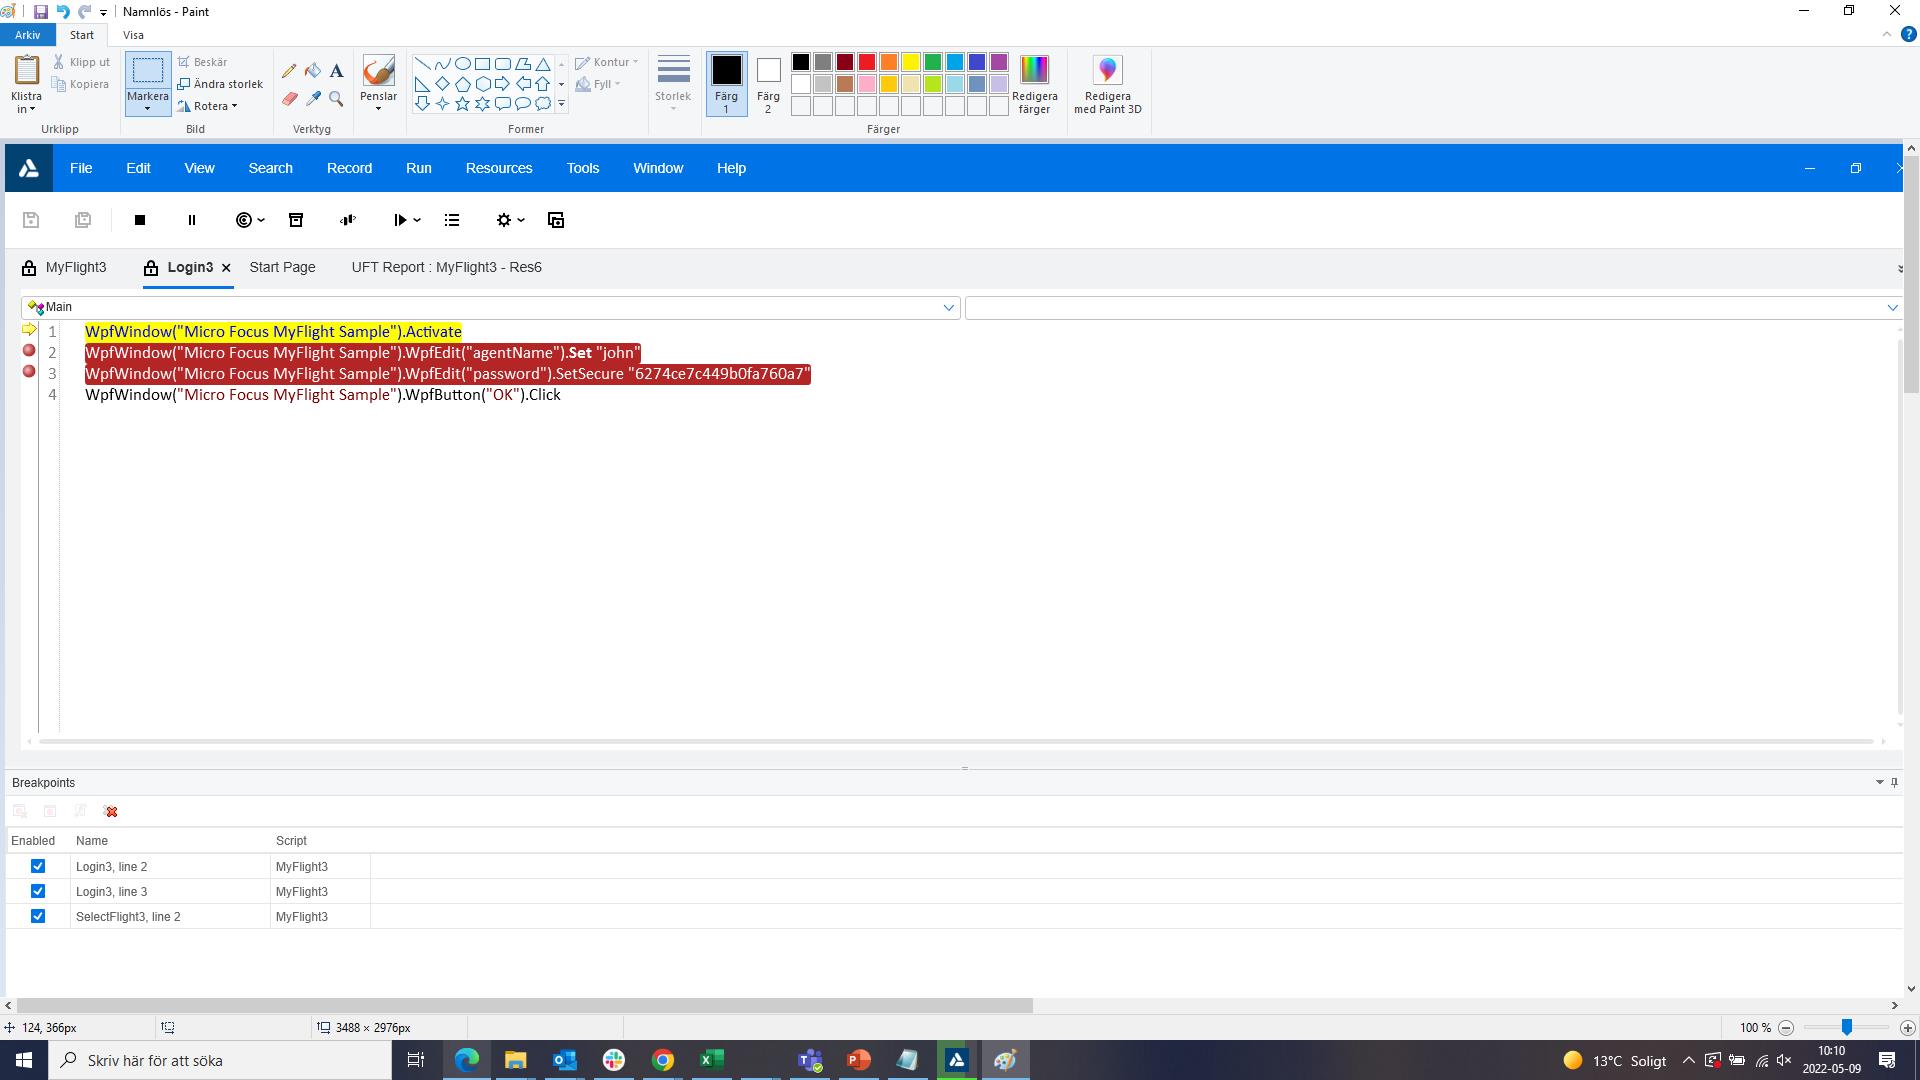 Namnlös - Paint
Arkiv Start Visa
Klistra in
Klipp ut
Kopiera
Urklipp
Markera
Beskär
Ändra storlek
Rotera
Bild
A
Verktyg
Penslar
Kontur
Fyll
Former
Storlek
Färg 1
Färg 2
Redigera färger
Färger
Redigera med Paint 3D
File Edit View Search Record Run Resources Tools Window Help
MyFlight3 Login3 Start Page UFT Report : MyFlight3 - Res6
Main
1 WpfWindow("Micro Focus MyFlight Sample").Activate
2 WpfWindow("Micro Focus MyFlight Sample").WpfEdit("agentName").Set "john"
3 WpfWindow("Micro Focus MyFlight Sample").WpfEdit("password").SetSecure "6274ce7c449b0fa760a7"
4 WpfWindow("Micro Focus MyFlight Sample").WpfButton("OK").Click
Breakpoints
Enabled Name Script
Login3, line 2 MyFlight3
Login3, line 3 MyFlight3
SelectFlight3, line 2 MyFlight3
124, 366px 3488 × 2976px 100 %
Skriv här för att söka
13°C Soligt
10:10
2022-05-09